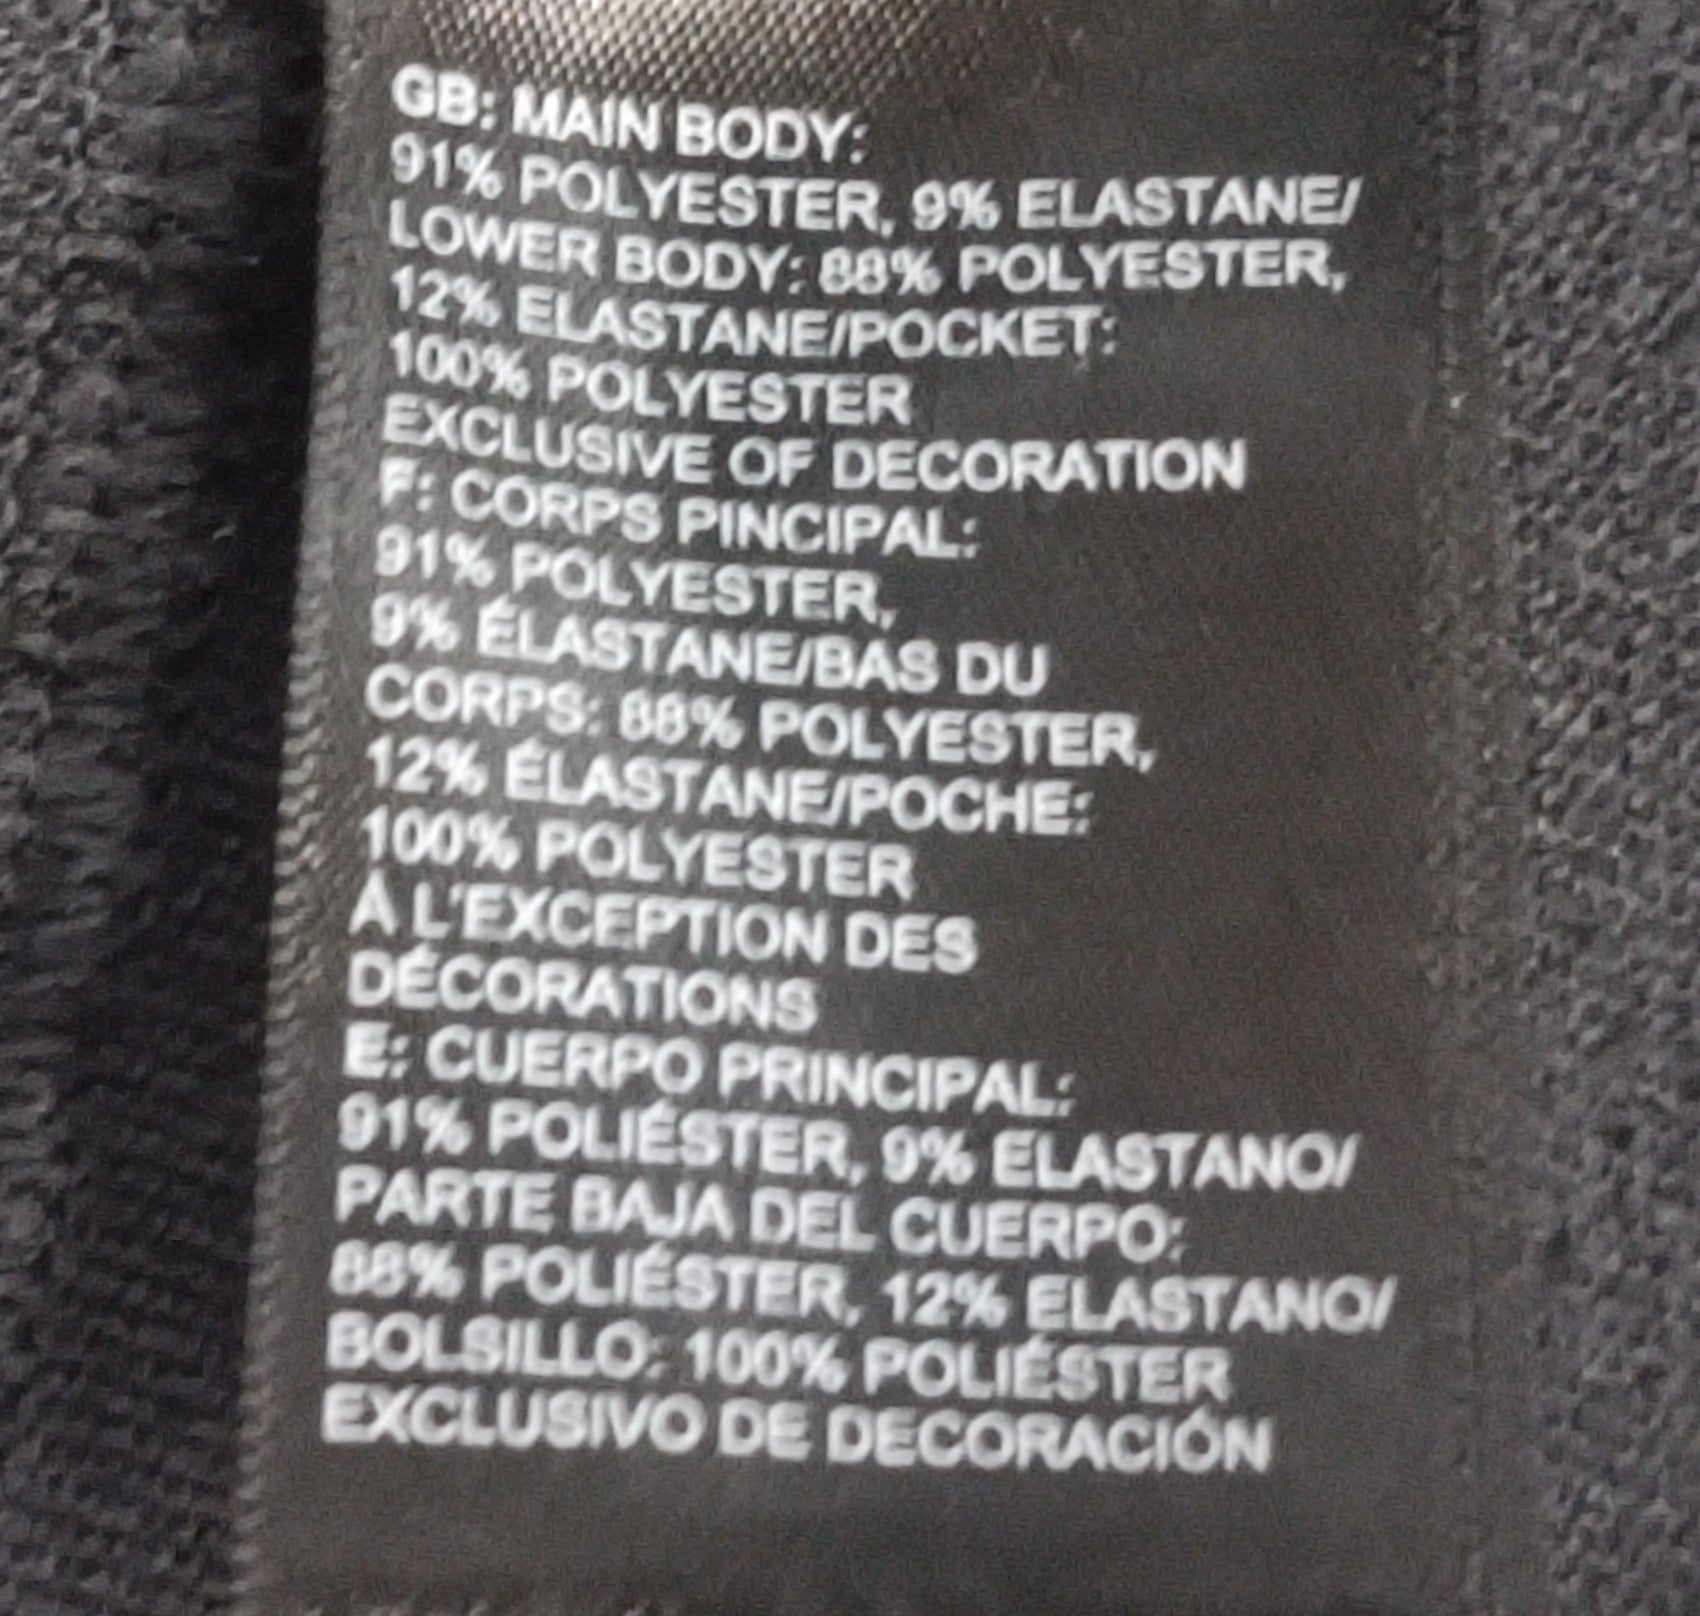 GB: MAIN BODY:
91% POLYESTER, 9% ELASTANE/
LOWER BODY: 88% POLYESTER,
12% ELASTANE/POCKET:
100% POLYESTER
EXCLUSIVE OF DECORATION
F: CORPS PINCIPAL:
91% POLYESTER,
9% ÉLASTANE/BAS DU
CORPS: 88% POLYESTER,
12% ÉLASTANE/POCHE:
100% POLYESTER
À L'EXCEPTION DES
DÉCORATIONS
E: CUERPO PRINCIPAL:
91% POLIÉSTER, 9% ELASTANO/
PARTE BAJA DEL CUERPO:
88% POLIÉSTER, 12% ELASTANO/
BOLSILLO: 100% POLIÉSTER
EXCLUSIVO DE DECORACIÓN